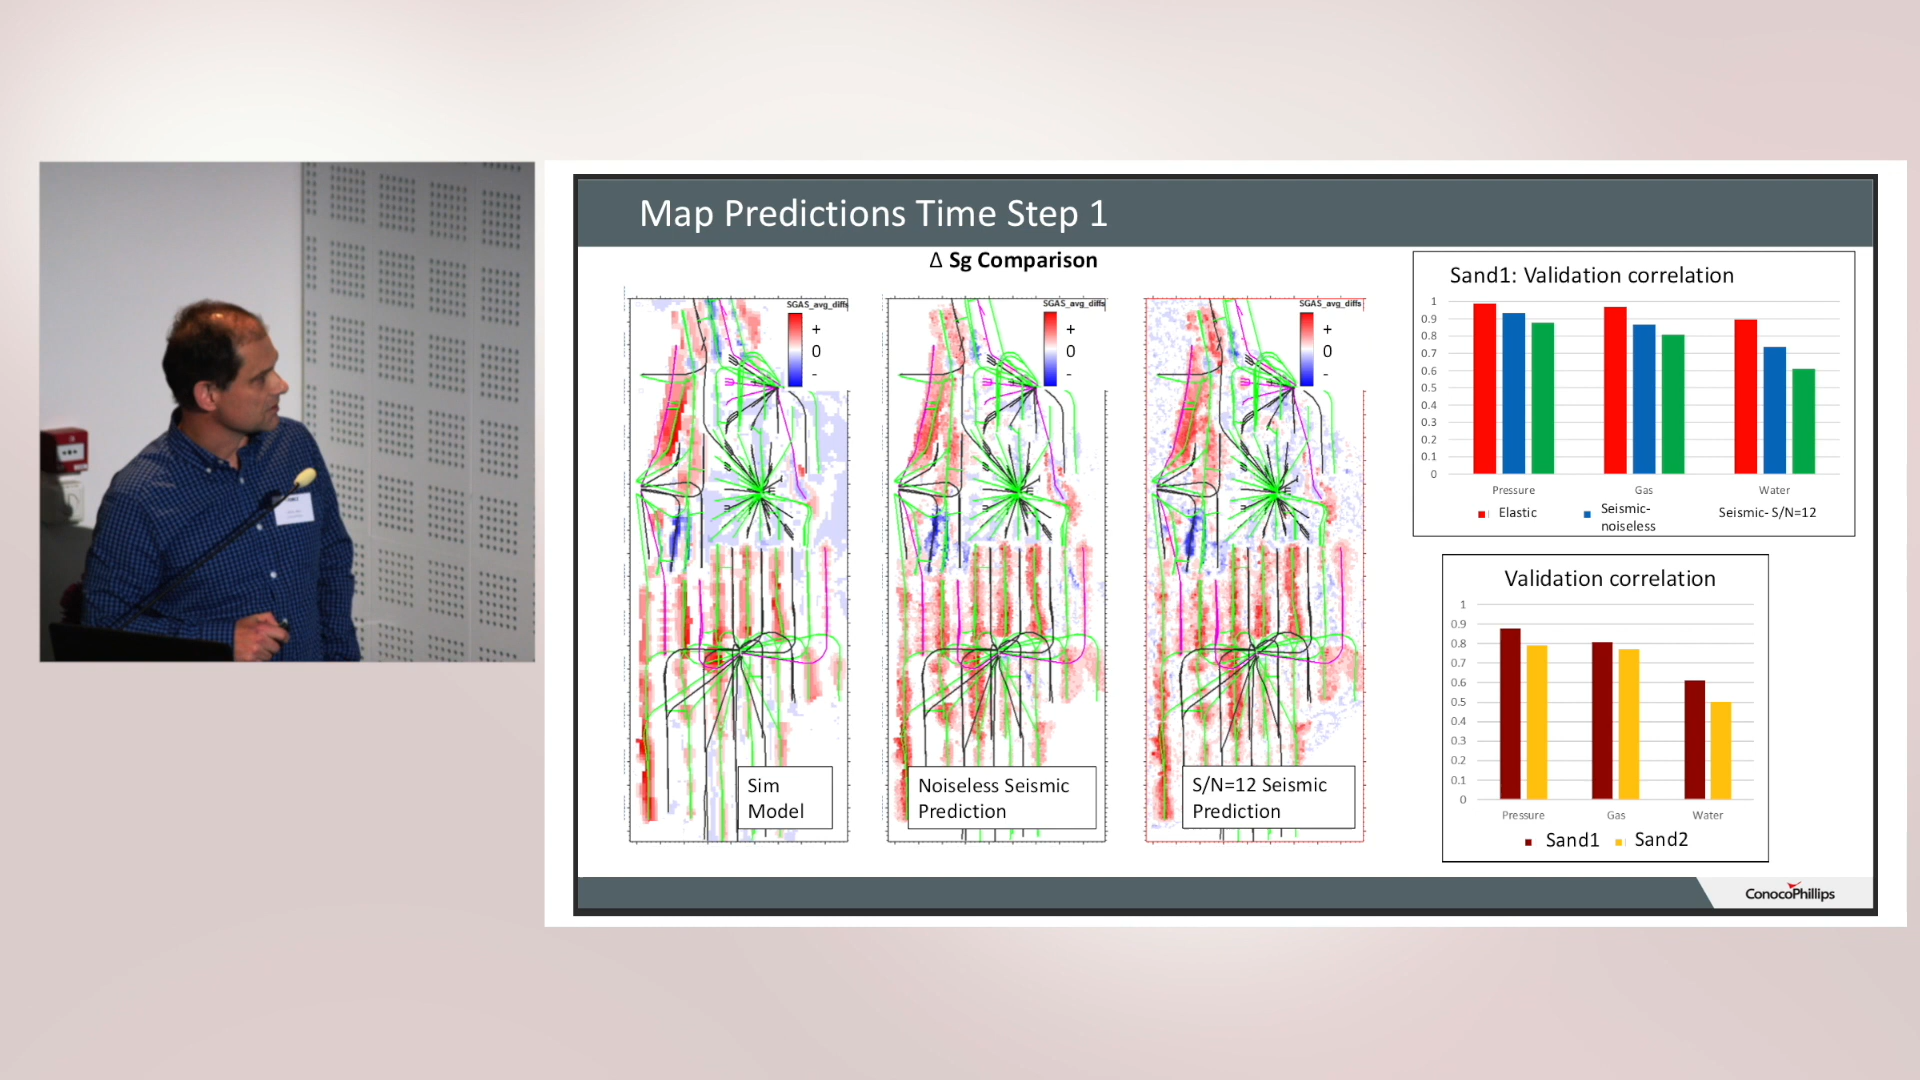 Map Predictions Time Step 1
Δ Sg Comparison
SGAS_avg_diffs
+
0
-
SGAS_avg_diffs
+
0
-
SGAS_avg_diffs
+
0
-
Sim
Model
Noiseless Seismic
Prediction
S/N=12 Seismic
Prediction
Sand1: Validation correlation
1
0.9
0.8
0.7
0.6
0.5
0.4
0.3
0.2
0.1
0
Pressure Gas Water
Elastic Seismic-noiseless Seismic- S/N=12
Validation correlation
1
0.9
0.8
0.7
0.6
0.5
0.4
0.3
0.2
0.1
0
Pressure Gas Water
Sand1 Sand2
ConocoPhillips